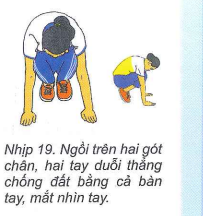 Nhịp 19. Ngồi trên hai gót
chân, hai tay duỗi thẳng
chống đất bằng cả bàn
tay, mắt nhìn tay.